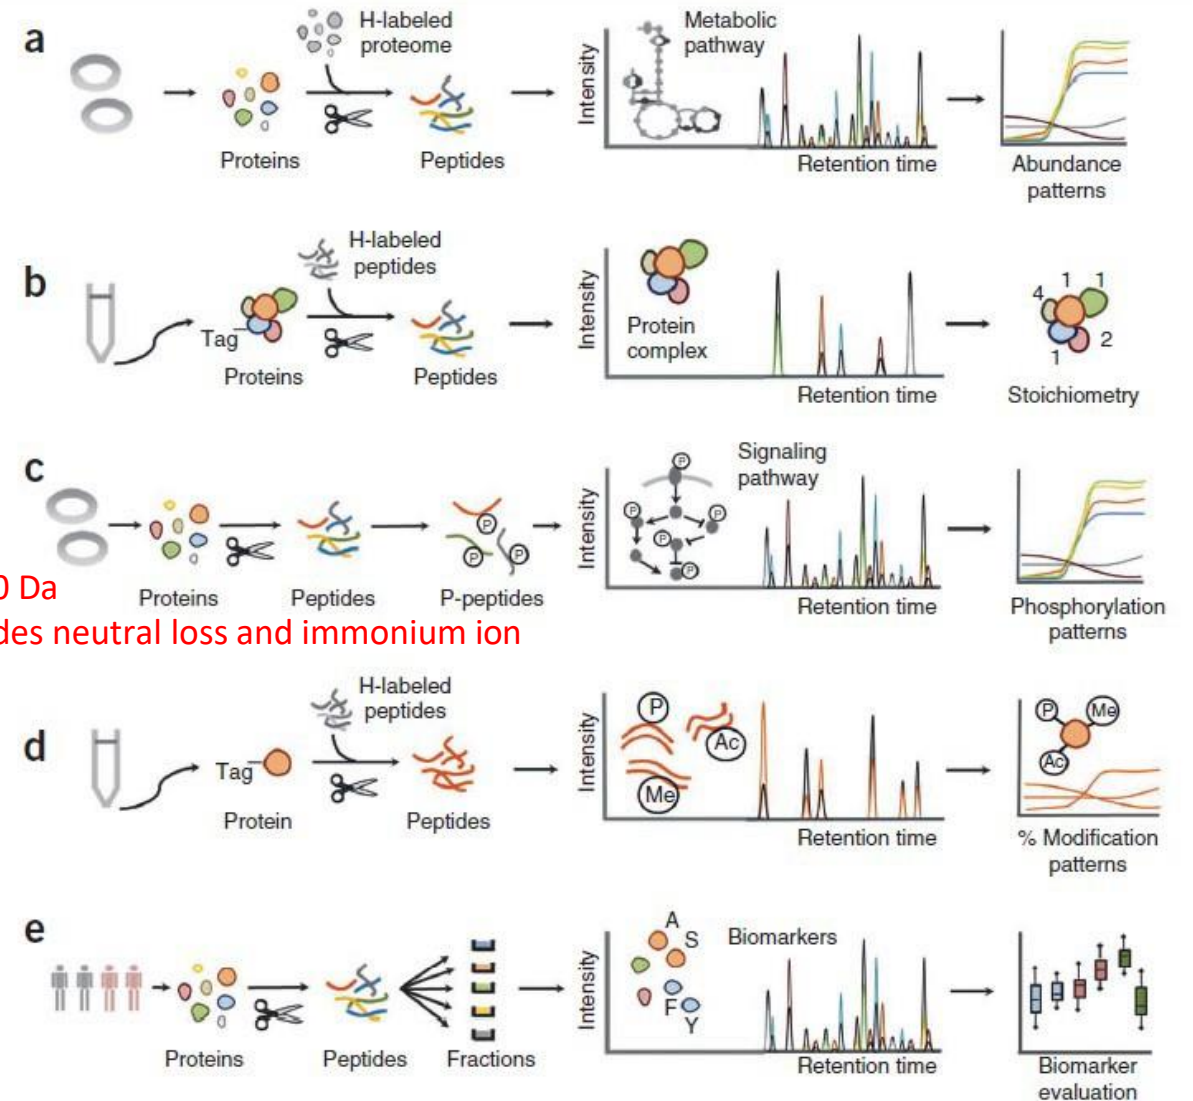 a
H-labeled
proteome
Proteins
Peptides
Intensity
Metabolic
pathway
Retention time
Abundance
patterns
b
H-labeled
peptides
Tag
Proteins
Peptides
Intensity
Protein
complex
Retention time
4 1 1
1 2
Stoichiometry
c
Proteins
Peptides
P P P
P-peptides
Intensity
Signaling
pathway
P
P P
P
P
Retention time
Phosphorylation
patterns
0 Da
des neutral loss and immonium ion
d
H-labeled
peptides
Tag
Protein
Peptides
Intensity
P
Ac
Me
Retention time
P Me
Ac
% Modification
patterns
e
Proteins
Peptides
Fractions
Intensity
A
S
F
Y
Biomarkers
Retention time
Biomarker
evaluation